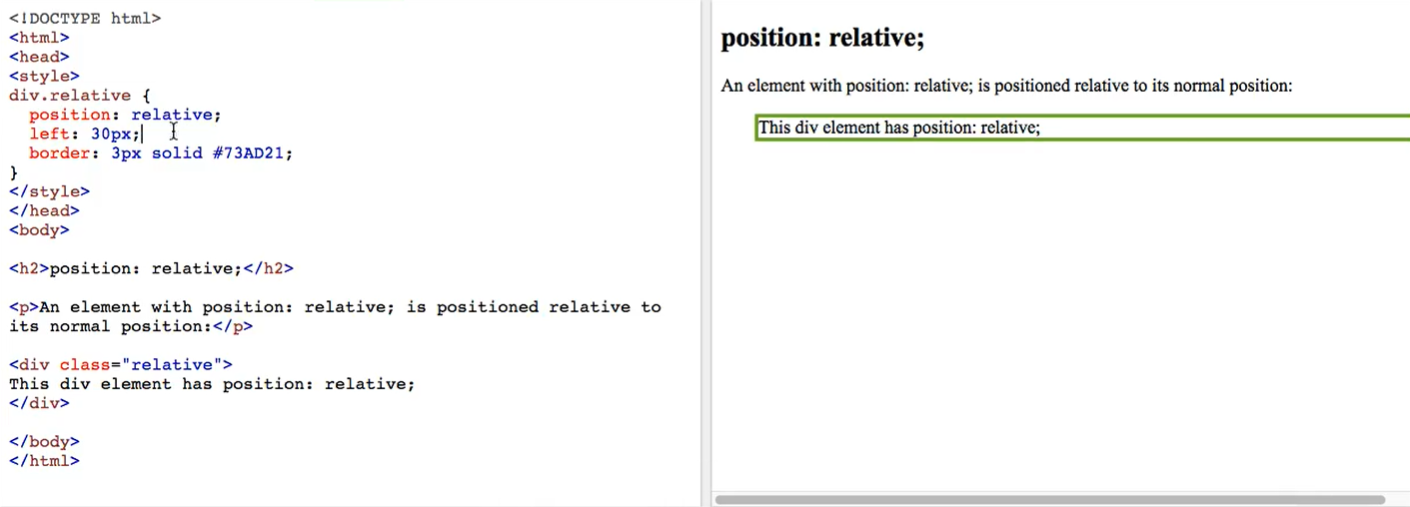 <!DOCTYPE html>
<html>
<head>
<style>
div.relative {
  position: relative;
  left: 30px;
  border: 3px solid #73AD21;
}
</style>
</head>
<body>
<h2>position: relative;</h2>
<p>An element with position: relative; is positioned relative to
its normal position:</p>
<div class="relative">
This div element has position: relative;
</div>
</body>
</html>
position: relative;
An element with position: relative; is positioned relative to its normal position:
This div element has position: relative;